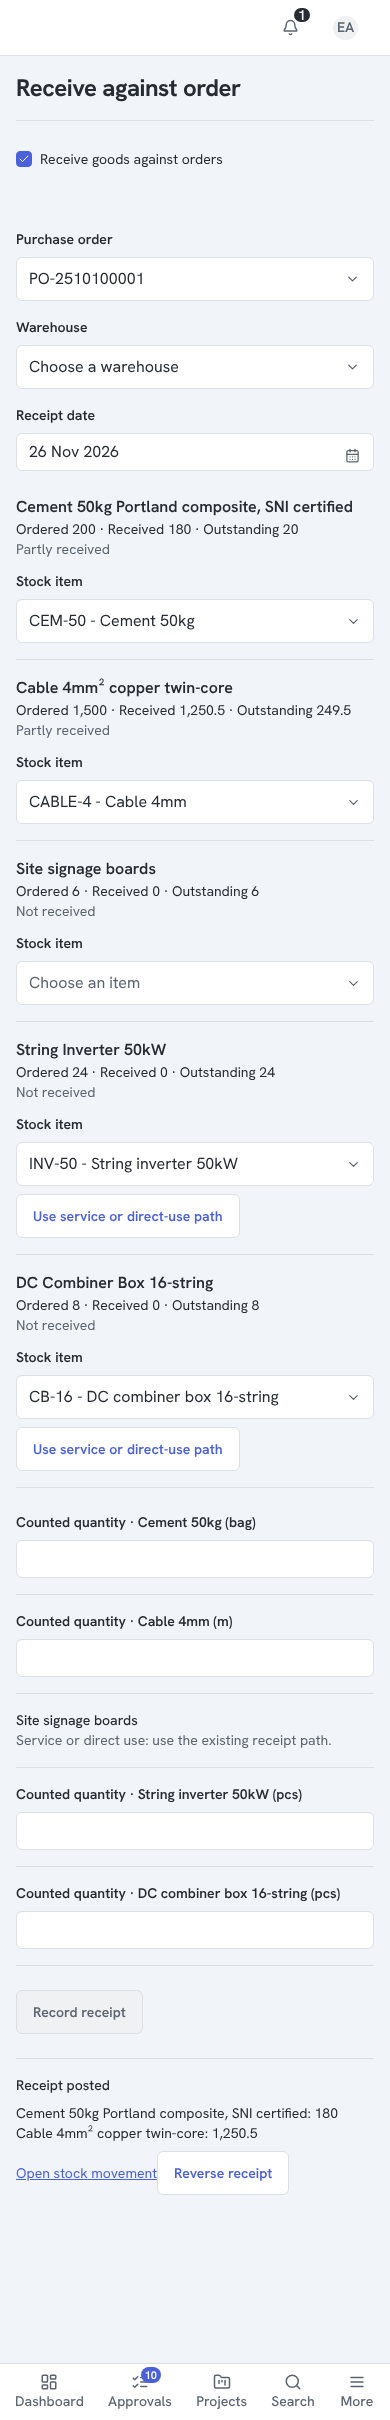 1
EA
Receive against order
Receive goods against orders
Purchase order
PO-2510100001
Warehouse
Choose a warehouse
Receipt date
26 Nov 2026
Cement 50kg Portland composite, SNI certified
Ordered 200 · Received 180 · Outstanding 20
Partly received
Stock item
CEM-50 - Cement 50kg
Cable 4mm² copper twin-core
Ordered 1,500 · Received 1,250.5 · Outstanding 249.5
Partly received
Stock item
CABLE-4 - Cable 4mm
Site signage boards
Ordered 6 · Received 0 · Outstanding 6
Not received
Stock item
Choose an item
String Inverter 50kW
Ordered 24 · Received 0 · Outstanding 24
Not received
Stock item
INV-50 - String inverter 50kW
Use service or direct-use path
DC Combiner Box 16-string
Ordered 8 · Received 0 · Outstanding 8
Not received
Stock item
CB-16 - DC combiner box 16-string
Use service or direct-use path
Counted quantity · Cement 50kg (bag)
Counted quantity · Cable 4mm (m)
Site signage boards
Service or direct use: use the existing receipt path.
Counted quantity · String inverter 50kW (pcs)
Counted quantity · DC combiner box 16-string (pcs)
Record receipt
Receipt posted
Cement 50kg Portland composite, SNI certified: 180
Cable 4mm² copper twin-core: 1,250.5
Open stock movement Reverse receipt
10
Dashboard Approvals Projects Search More